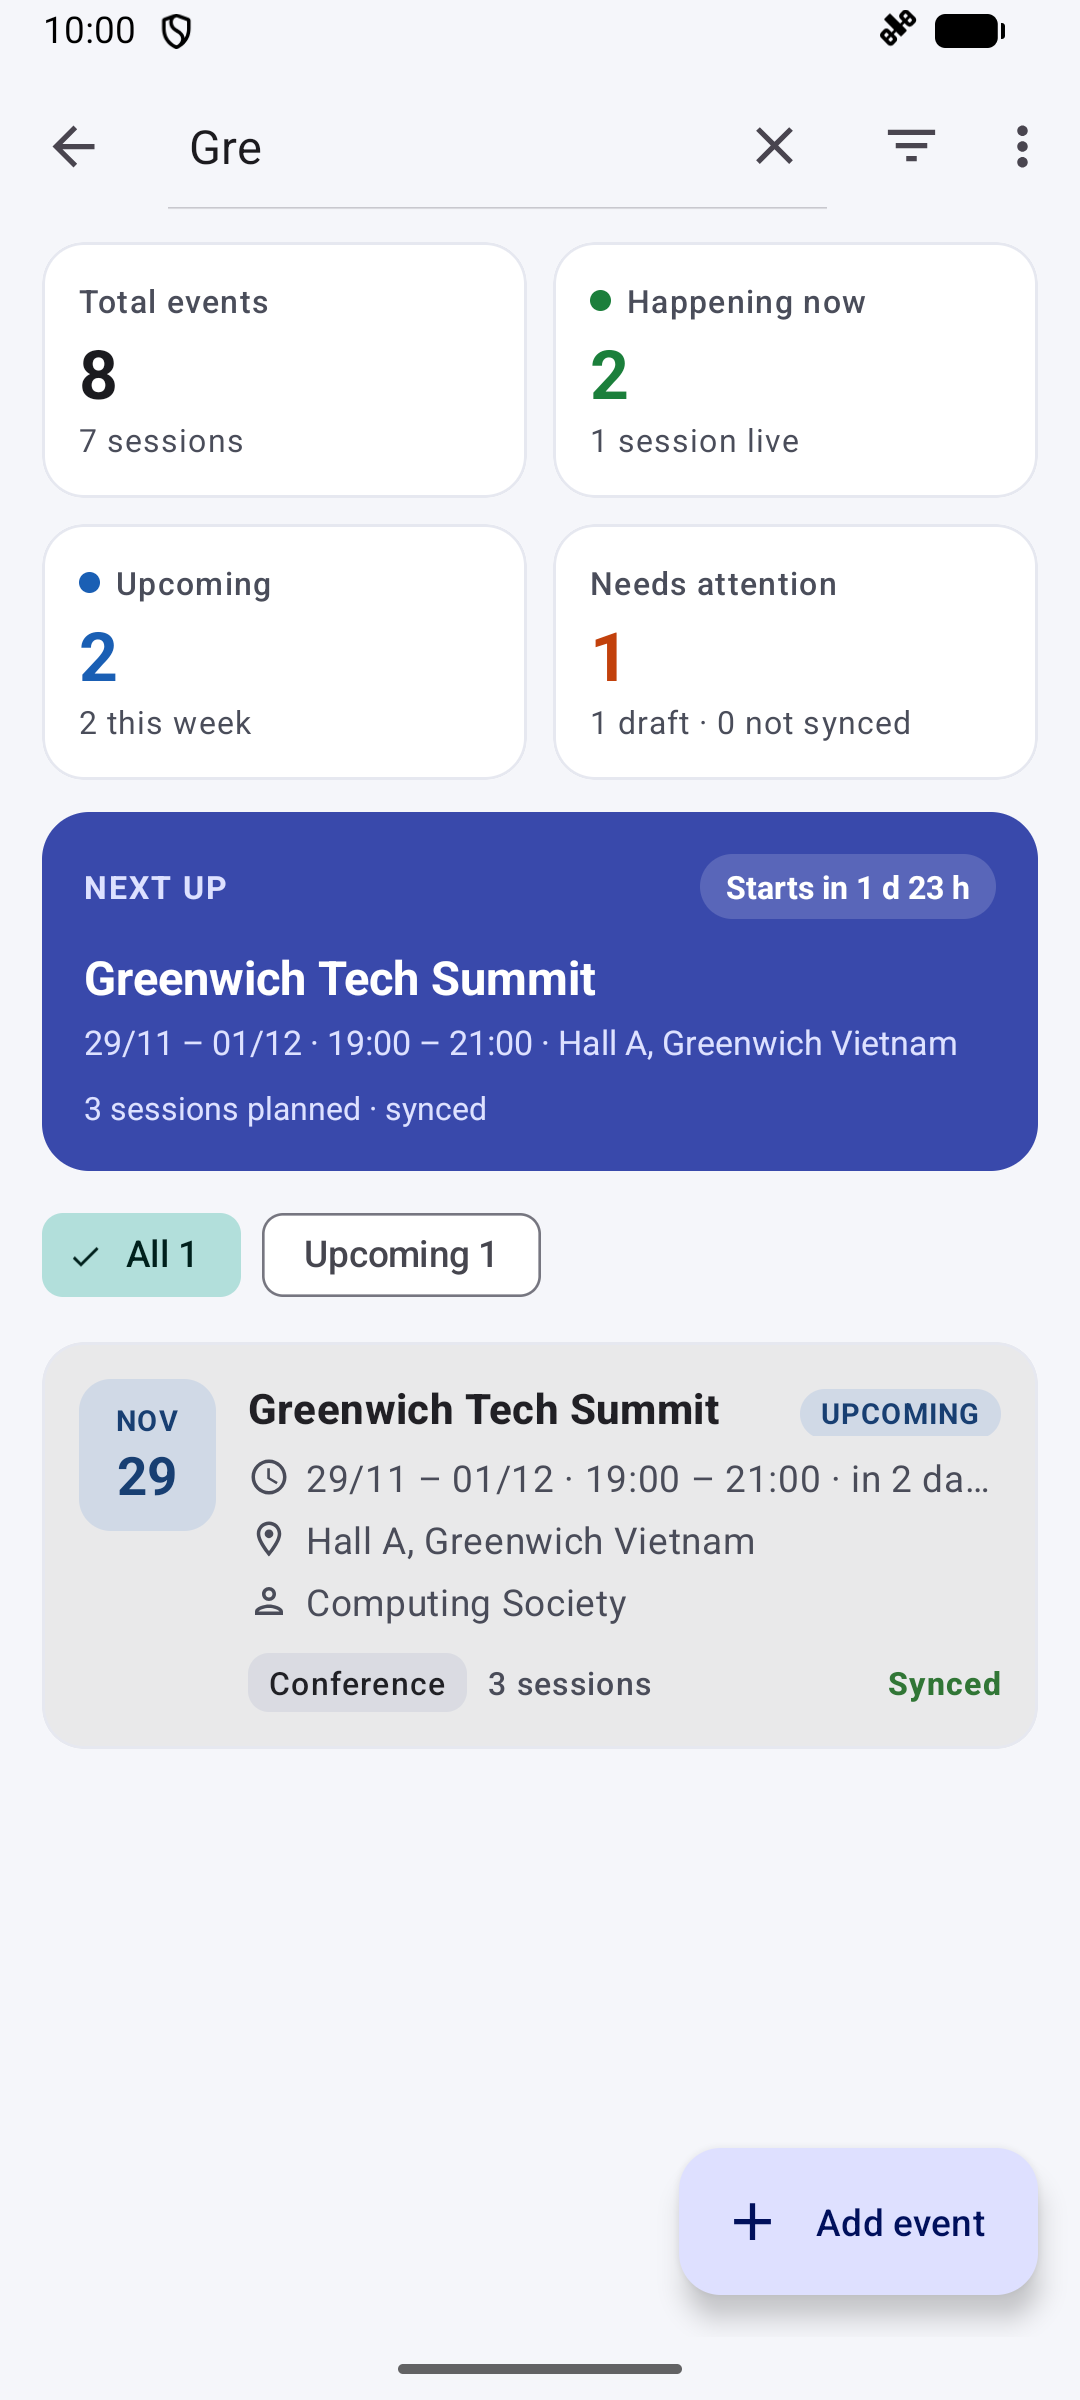 10:00
Gre
Total events
8
7 sessions
Happening now
2
1 session live
Upcoming
2
2 this week
Needs attention
1
1 draft · 0 not synced
NEXT UP
Starts in 1 d 23 h
Greenwich Tech Summit
29/11 – 01/12 · 19:00 – 21:00 · Hall A, Greenwich Vietnam
3 sessions planned · synced
All 1
Upcoming 1
NOV
29
Greenwich Tech Summit
UPCOMING
29/11 – 01/12 · 19:00 – 21:00 · in 2 da…
Hall A, Greenwich Vietnam
Computing Society
Conference
3 sessions
Synced
Add event